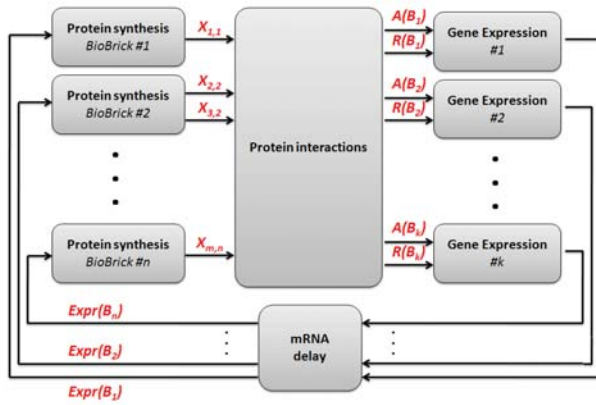 Protein synthesis
BioBrick #1
X1,1
A(B1)
R(B1)
Gene Expression
#1
Protein synthesis
BioBrick #2
X2,2
X3,2
A(B2)
R(B2)
Gene Expression
#2
Protein interactions
Protein synthesis
BioBrick #n
Xm,n
A(Bk)
R(Bk)
Gene Expression
#k
Expr(Bn)
Expr(B2)
Expr(B1)
mRNA
delay